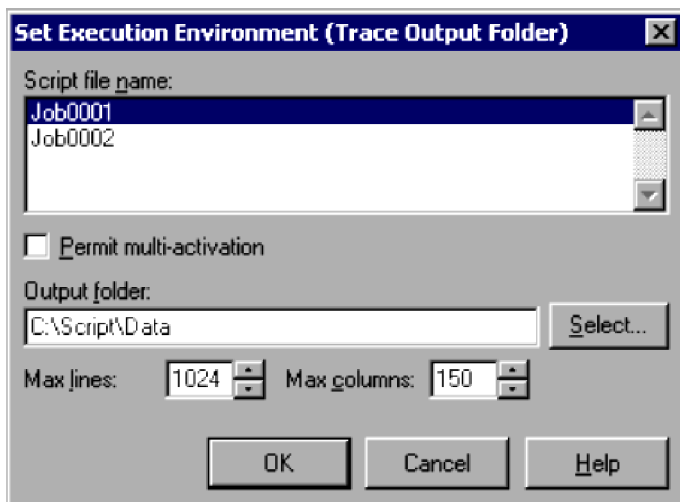 Set Execution Environment (Trace Output Folder)
Script file name:
Job0001
Job0002
Permit multi-activation
Output folder:
C:\Script\Data
Select...
Max lines: 1024 Max columns: 150
OK Cancel Help